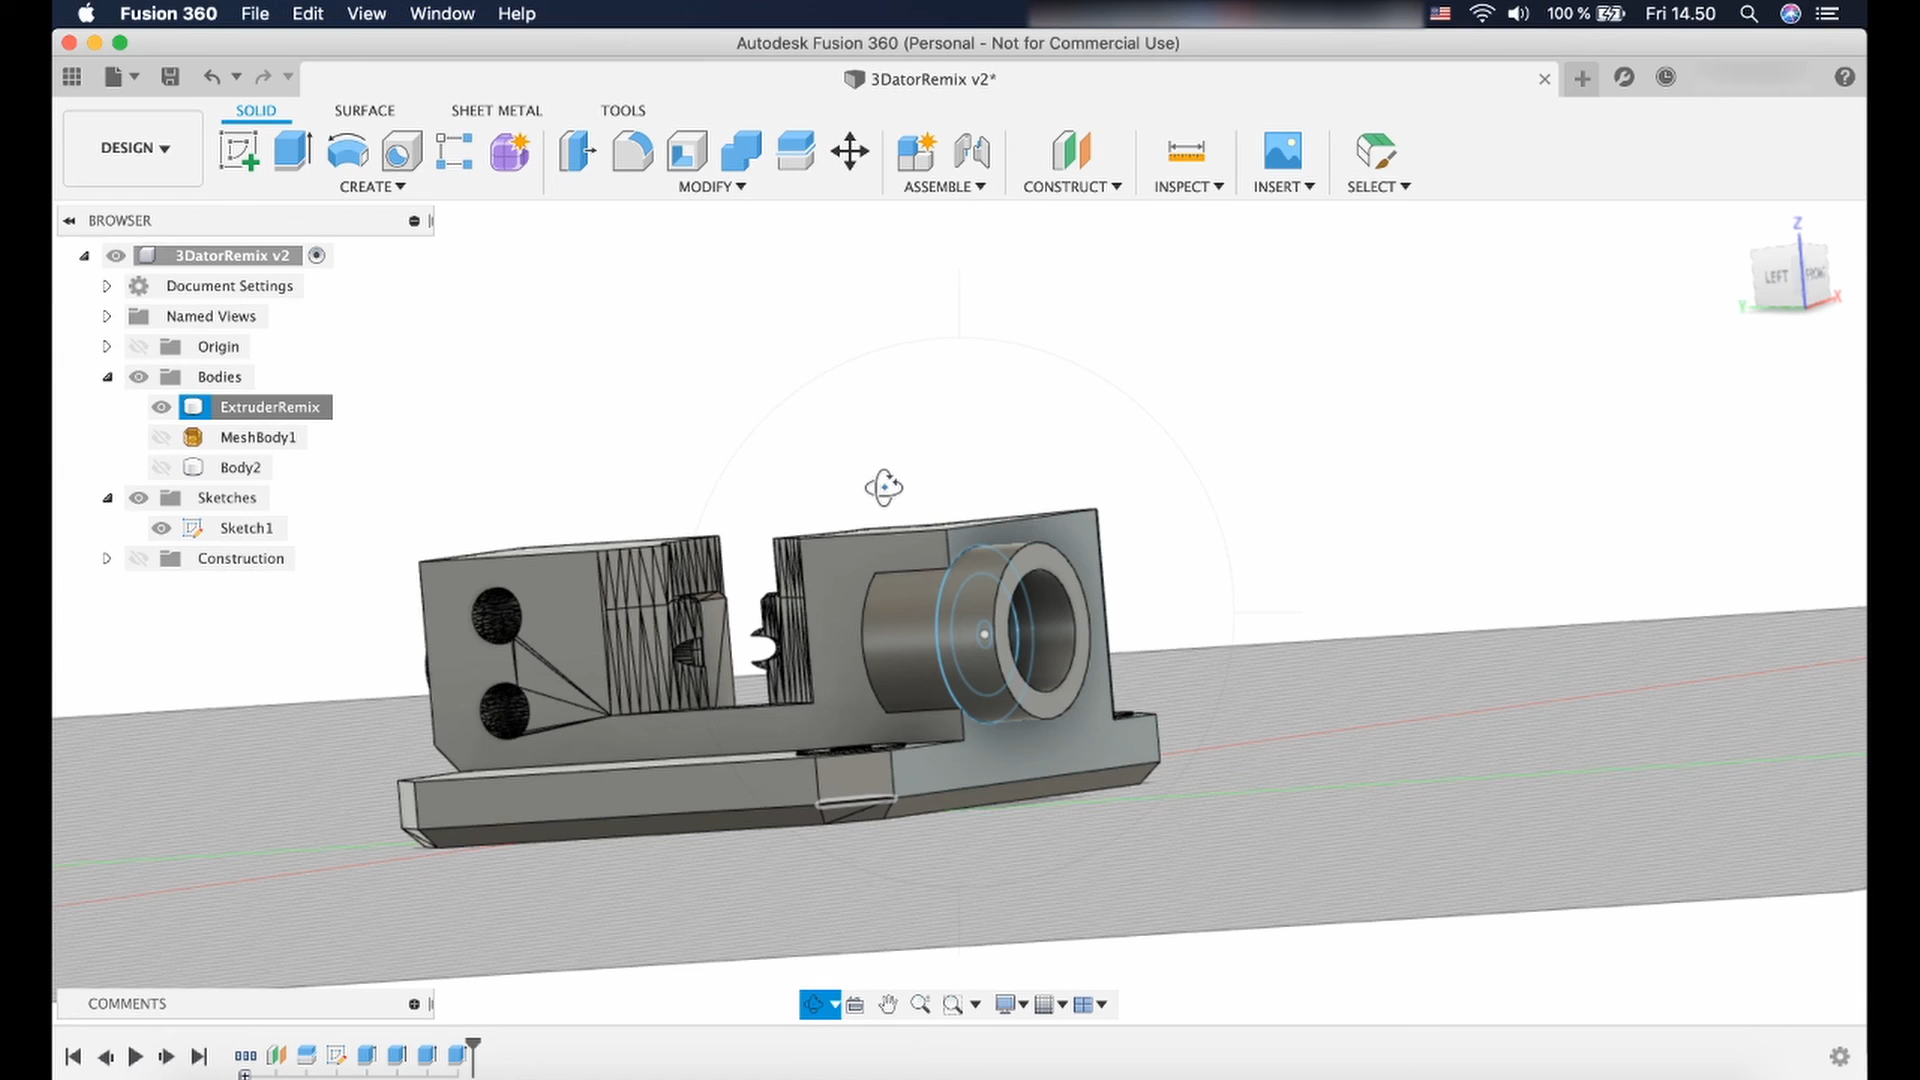 Fusion 360 File Edit View Window Help 100 % Fri 14.50
Autodesk Fusion 360 (Personal - Not for Commercial Use)
3DatorRemix v2*
SOLID SURFACE SHEET METAL TOOLS
DESIGN
CREATE MODIFY ASSEMBLE CONSTRUCT INSPECT INSERT SELECT
BROWSER
3DatorRemix v2
Document Settings
Named Views
Origin
Bodies
ExtruderRemix
MeshBody1
Body2
Sketches
Sketch1
Construction
Z
LEFT FRONT
Y X
COMMENTS